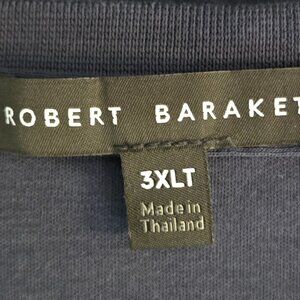 ROBERT BARAKET
3XLT
Made in
Thailand